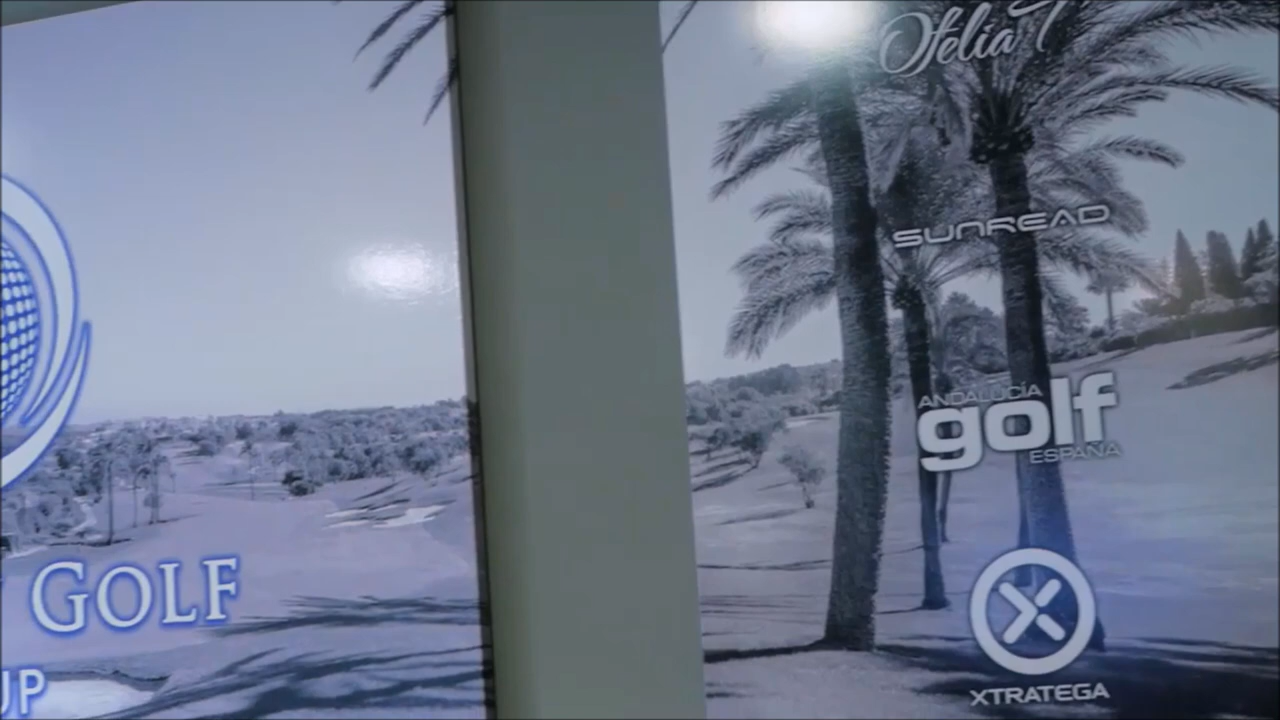 GOLF
UP
Ofelia T
SUNREAD
ANDALUCÍA
golf
ESPAÑA
XTRATEGA